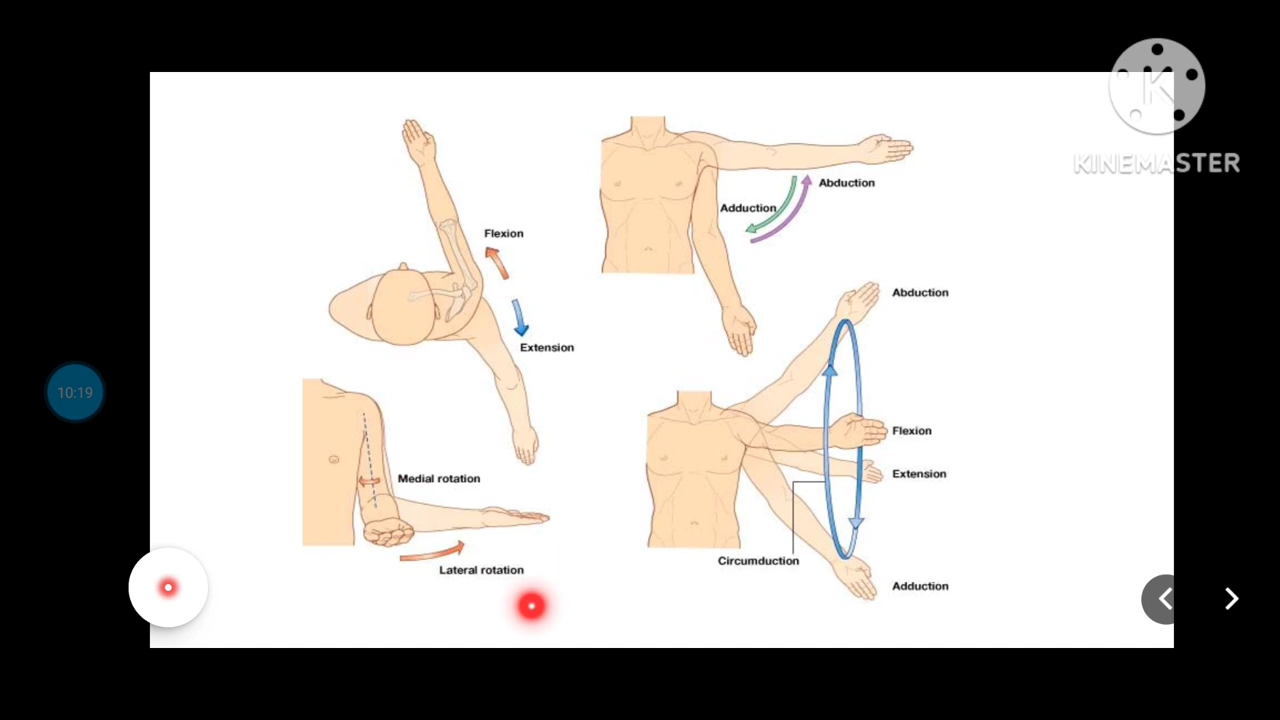 KINEMASTER
Flexion
Extension
Adduction
Abduction
10:19
Medial rotation
Lateral rotation
Abduction
Flexion
Extension
Circumduction
Adduction